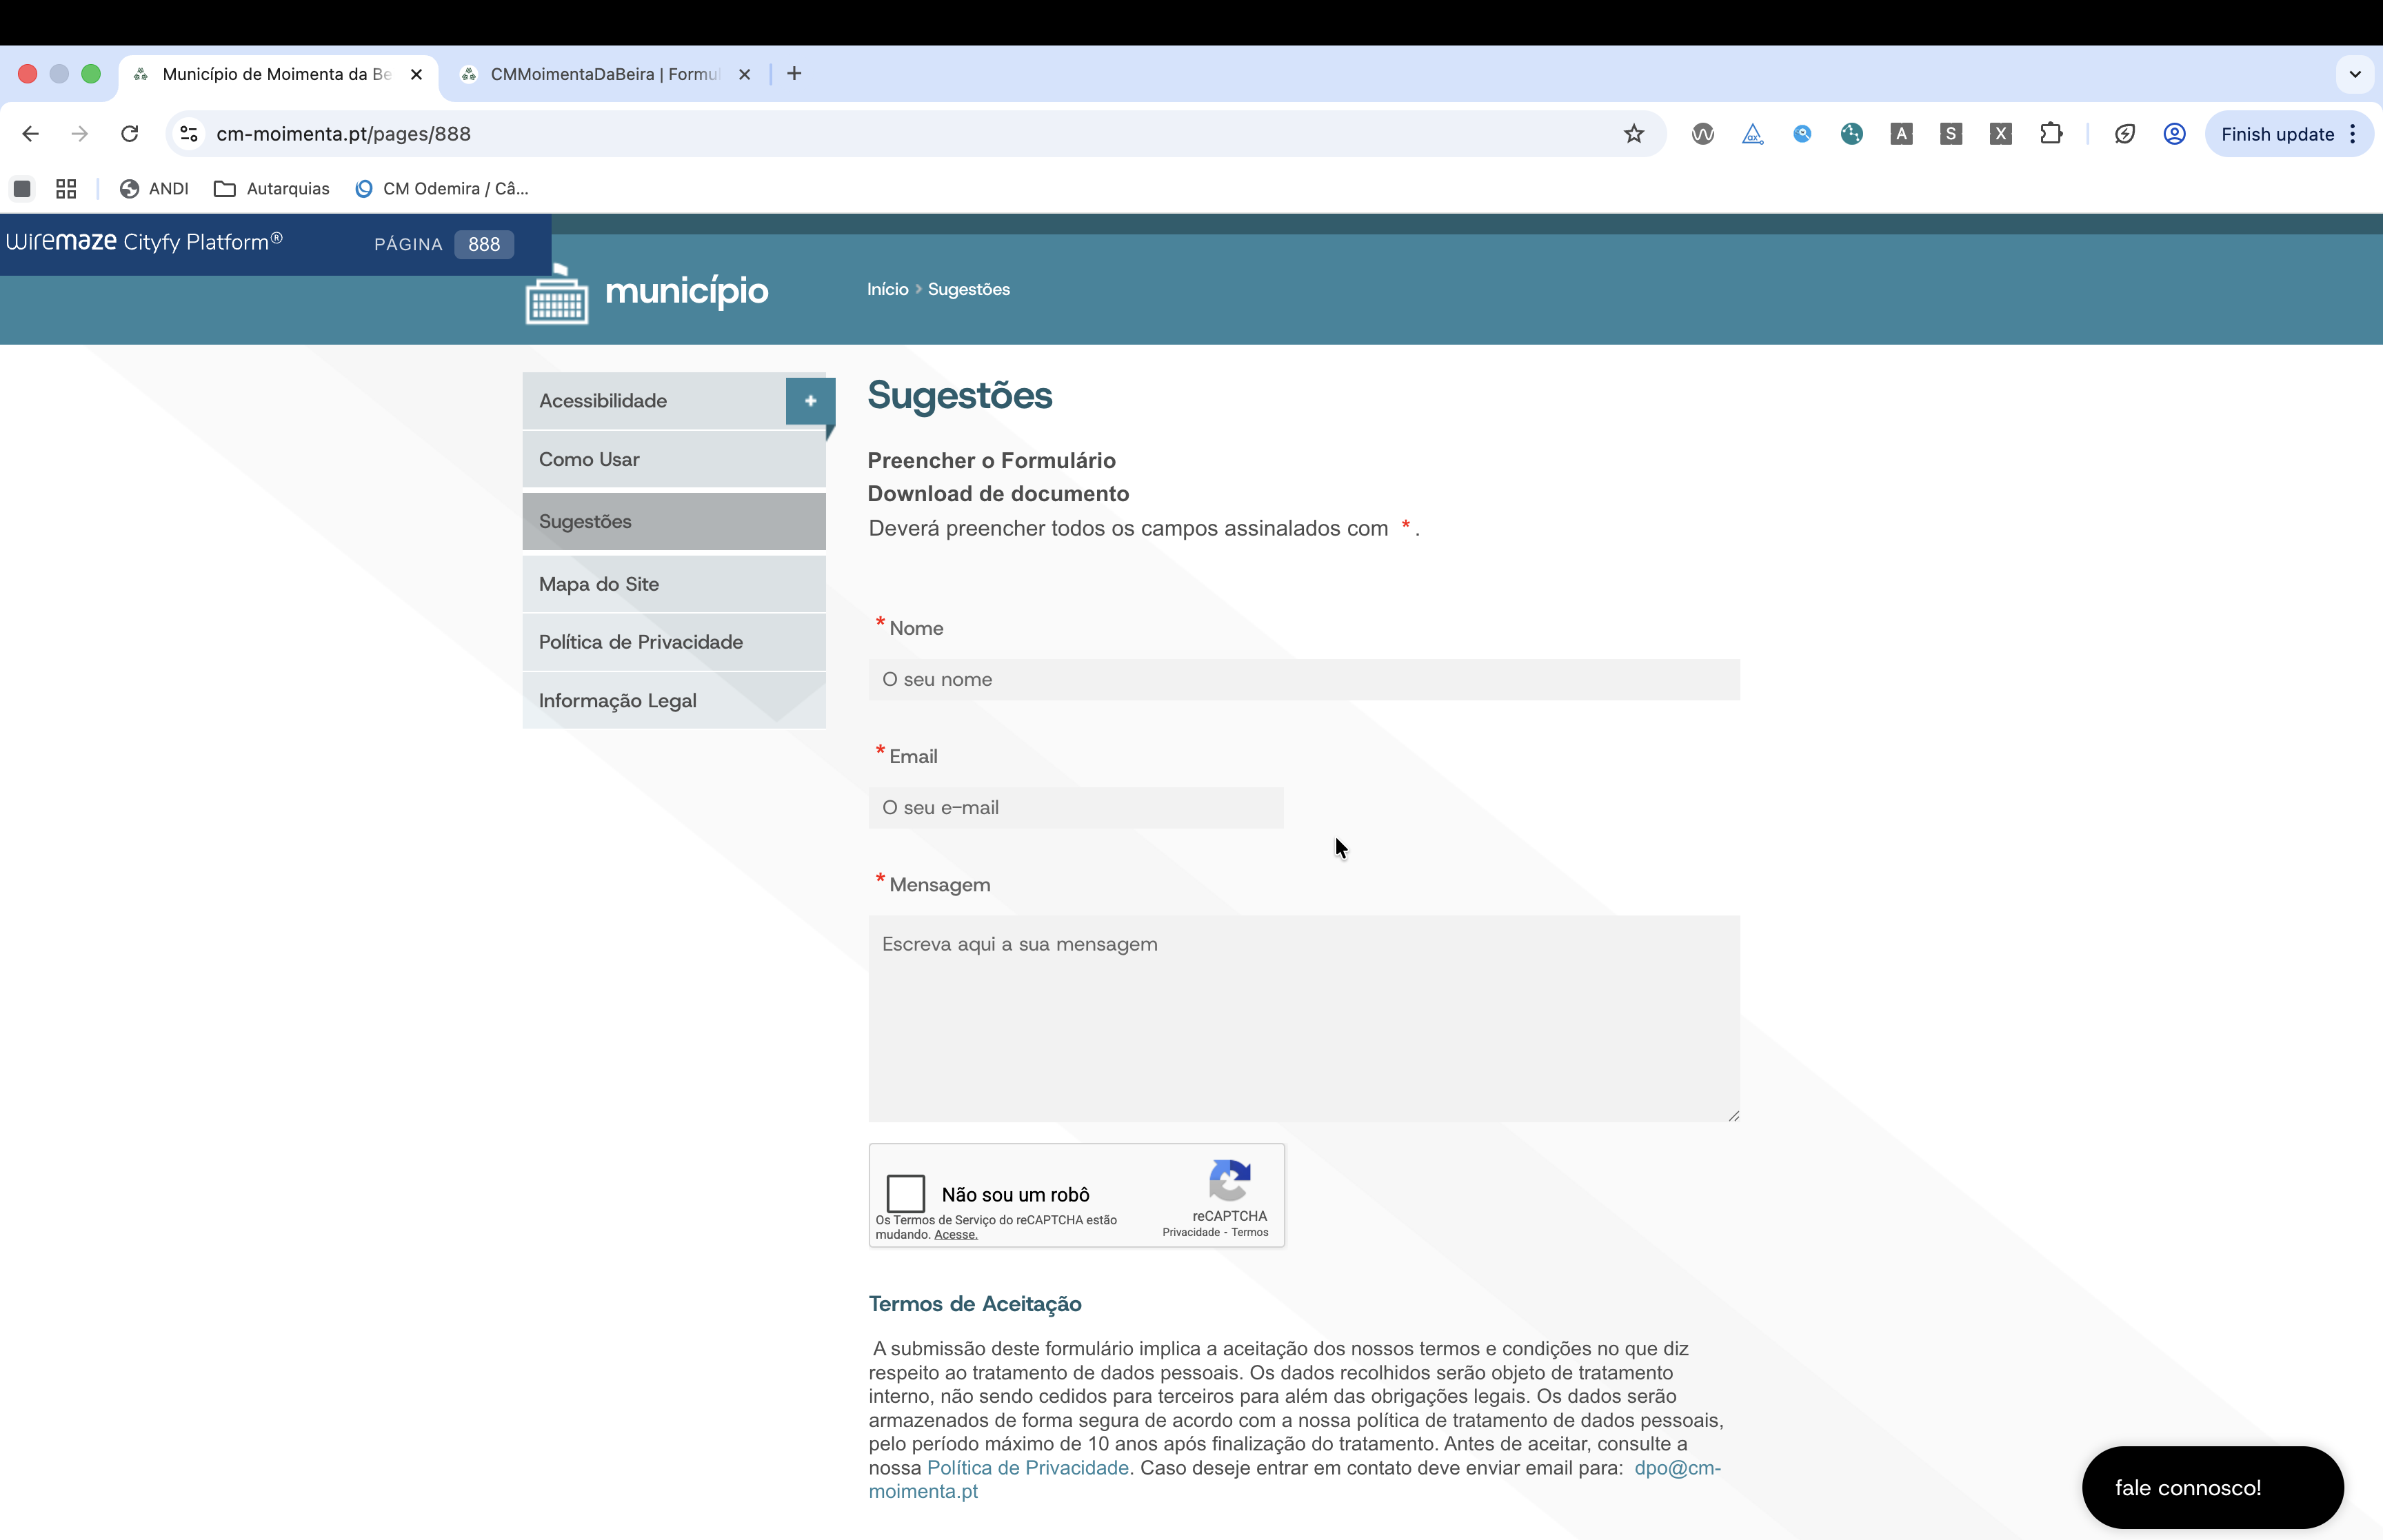 Município de Moimenta da Be
CMMoimentaDaBeira | Formul
cm-moimenta.pt/pages/888
A
S
X
Finish update
ANDI
Autarquias
CM Odemira / Câ...
wiremaze Cityfy Platform®
PÁGINA 888
município
Início > Sugestões
Acessibilidade
+
Como Usar
Sugestões
Mapa do Site
Política de Privacidade
Informação Legal
Sugestões
Preencher o Formulário
Download de documento
Deverá preencher todos os campos assinalados com * .
* Nome
O seu nome
* Email
O seu e-mail
* Mensagem
Escreva aqui a sua mensagem
Não sou um robô
Os Termos de Serviço do reCAPTCHA estão
mudando. Acesse.
reCAPTCHA
Privacidade - Termos
Termos de Aceitação
A submissão deste formulário implica a aceitação dos nossos termos e condições no que diz
respeito ao tratamento de dados pessoais. Os dados recolhidos serão objeto de tratamento
interno, não sendo cedidos para terceiros para além das obrigações legais. Os dados serão
armazenados de forma segura de acordo com a nossa política de tratamento de dados pessoais,
pelo período máximo de 10 anos após finalização do tratamento. Antes de aceitar, consulte a
nossa Política de Privacidade. Caso deseje entrar em contato deve enviar email para: dpo@cm-
moimenta.pt
fale connosco!